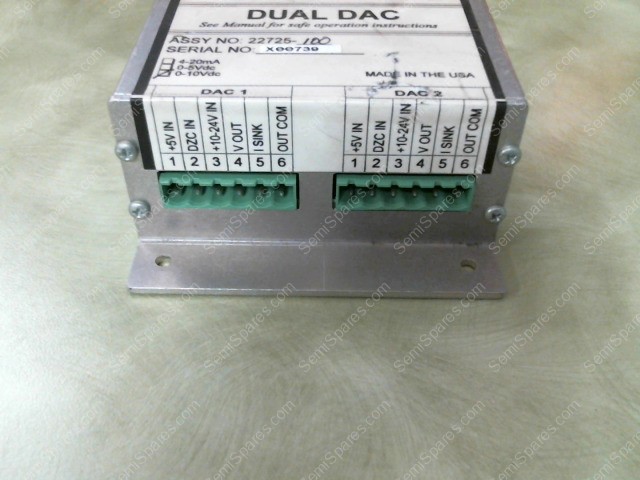 DUAL DAC
See Manual for safe operation instructions
ASSY NO: 22725-100
SERIAL NO: X00739
4-20mA
0-5Vdc
0-10Vdc
MADE IN THE USA
DAC 1
DAC 2
+5V IN
DZC IN
+10-24V IN
V OUT
I SINK
OUT COM
+5V IN
DZC IN
+10-24V IN
V OUT
I SINK
OUT COM
1 2 3 4 5 6
1 2 3 4 5 6
SemiSpares.com